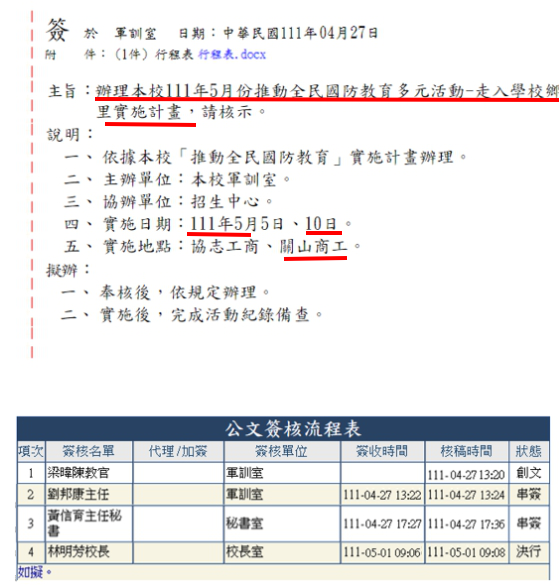 簽 於 軍訓室 日期：中華民國111年04月27日
附 件：(1件) 行程表 行程表.docx
主旨：辦理本校111年5月份推動全民國防教育多元活動-走入學校鄉
里實施計畫，請核示。
說明：
一、依據本校「推動全民國防教育」實施計畫辦理。
二、主辦單位：本校軍訓室。
三、協辦單位：招生中心。
四、實施日期：111年5月5日、10日。
五、實施地點：協志工商、關山商工。
擬辦：
一、奉核後，依規定辦理。
二、實施後，完成活動紀錄備查。
公文簽核流程表
項次 簽核名單 代理/加簽 簽核單位 簽收時間 核稿時間 狀態
1 梁暐陳教官 軍訓室 111-04-27 13:20 創文
2 劉邦康主任 軍訓室 111-04-27 13:22 111-04-27 13:24 串簽
3 黃信育主任秘書 秘書室 111-04-27 17:27 111-04-27 17:36 串簽
4 林明芳校長 校長室 111-05-01 09:06 111-05-01 09:08 決行
如擬。